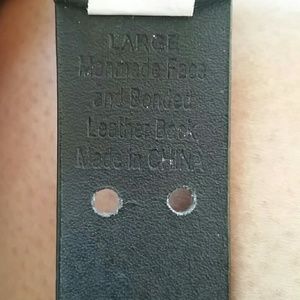 LARGE
Manmade Face
and Bonded
Leather Back
Made in CHINA